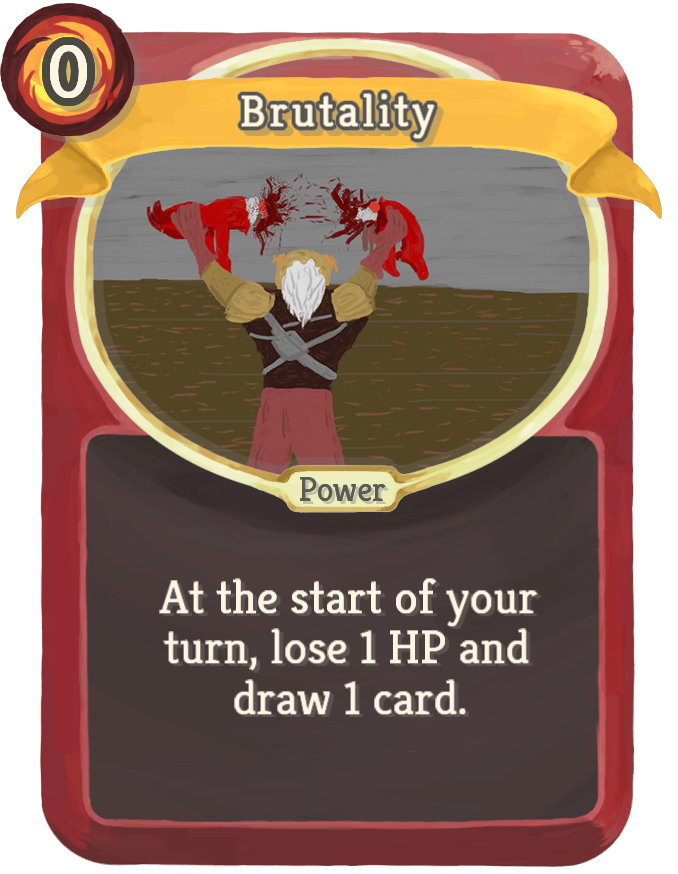 0
Brutality
Power
At the start of your
turn, lose 1 HP and
draw 1 card.